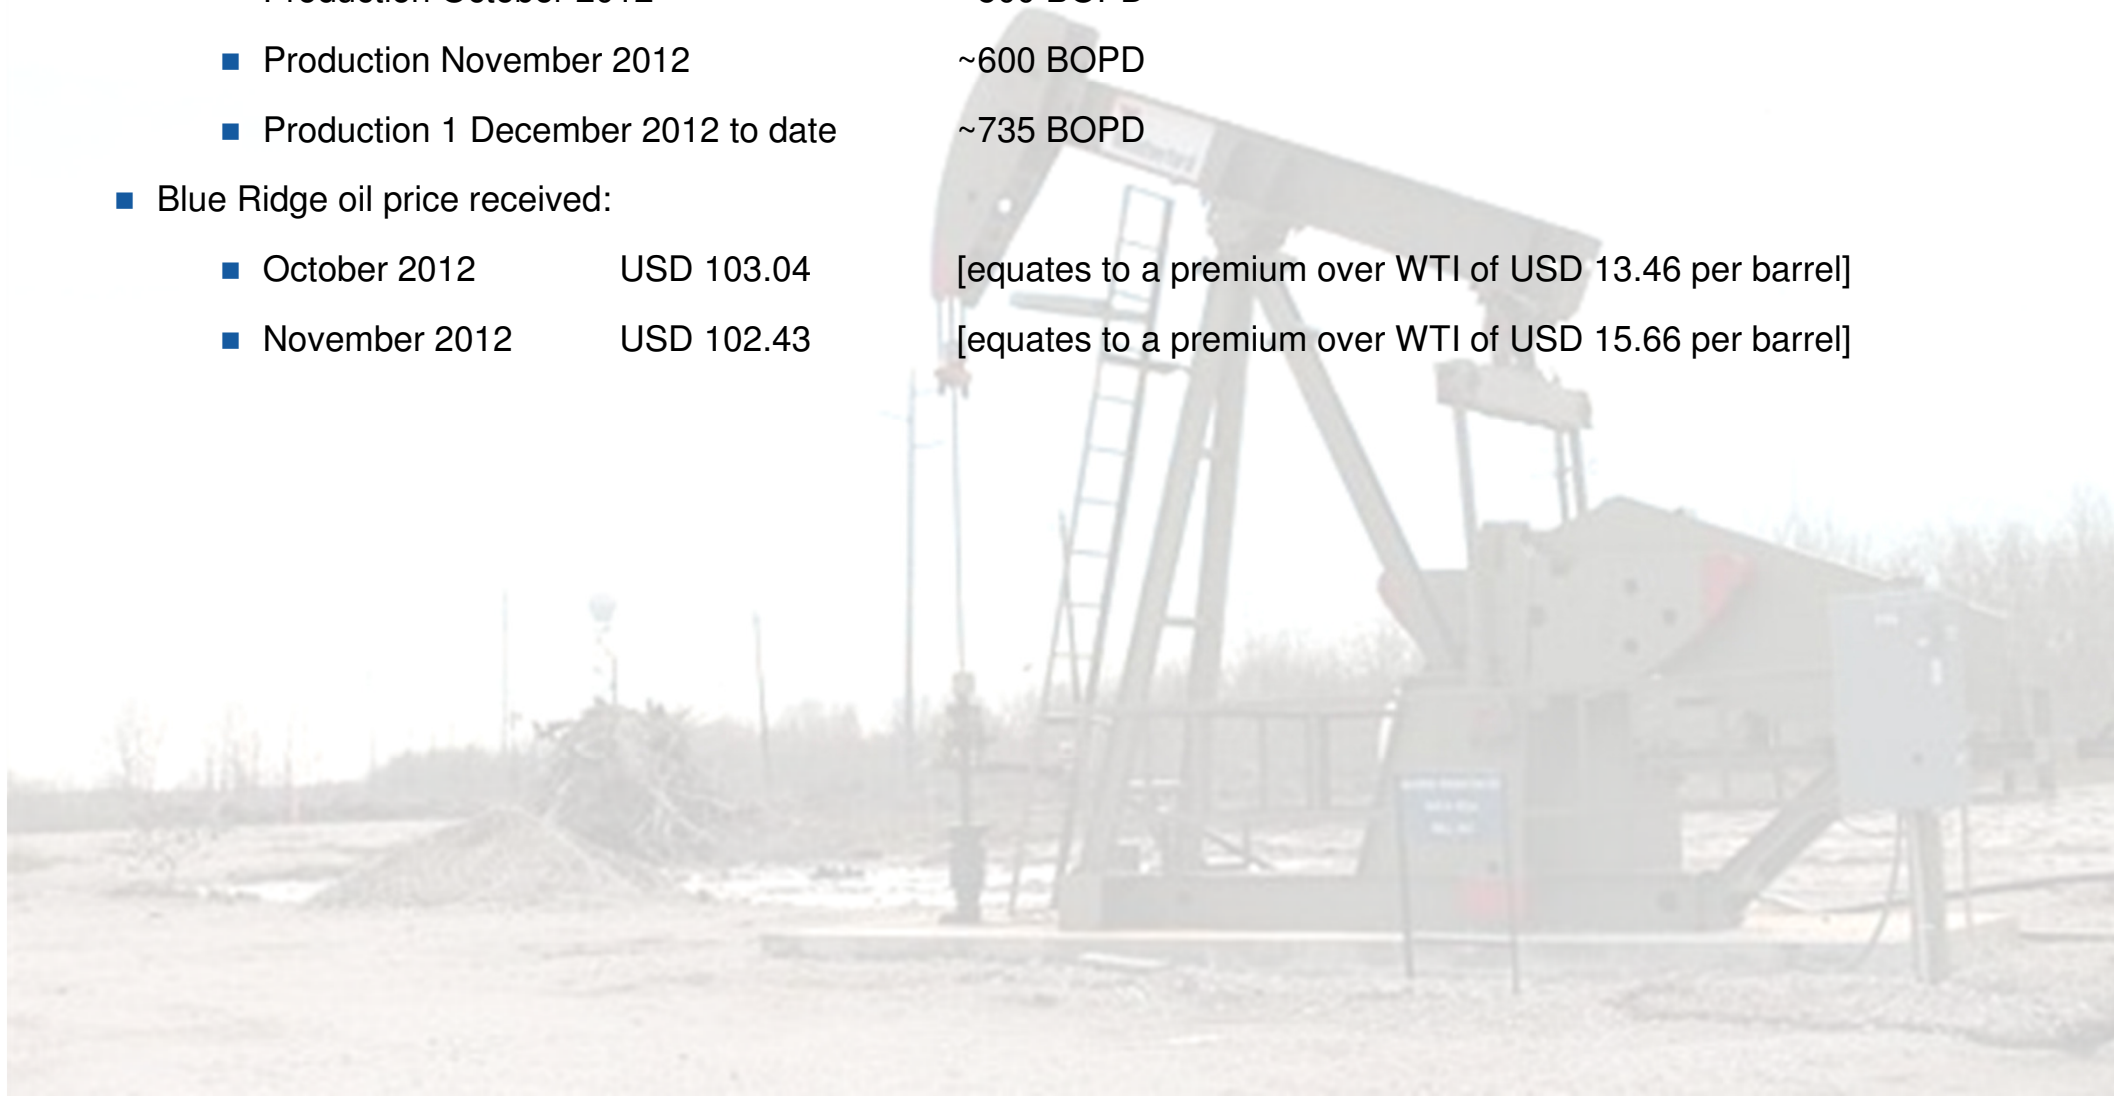 Production November 2012 ~600 BOPD
Production 1 December 2012 to date ~735 BOPD
Blue Ridge oil price received:
October 2012 USD 103.04 [equates to a premium over WTI of USD 13.46 per barrel]
November 2012 USD 102.43 [equates to a premium over WTI of USD 15.66 per barrel]